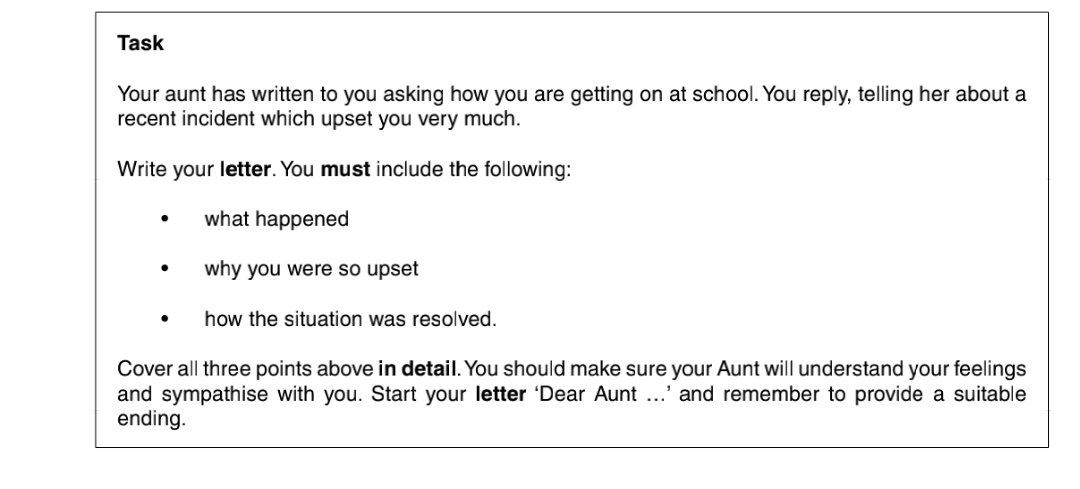 Task
Your aunt has written to you asking how you are getting on at school. You reply, telling her about a
recent incident which upset you very much.
Write your letter. You must include the following:
• what happened
• why you were so upset
• how the situation was resolved.
Cover all three points above in detail. You should make sure your Aunt will understand your feelings
and sympathise with you. Start your letter ‘Dear Aunt ...’ and remember to provide a suitable
ending.